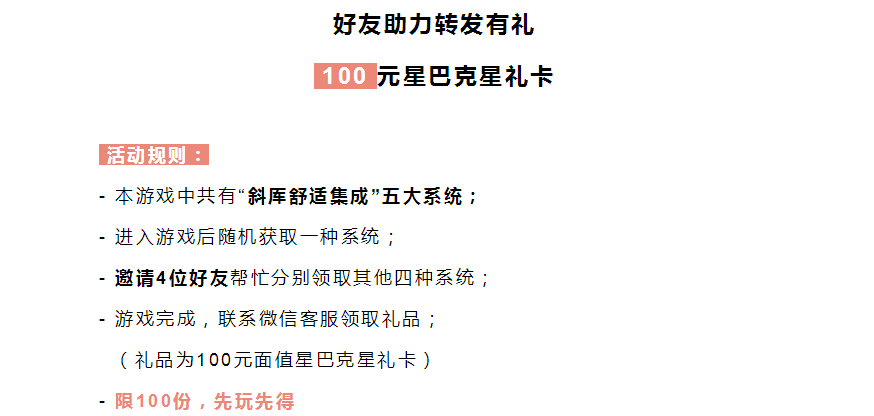 好友助力转发有礼
100 元星巴克星礼卡
活动规则：
- 本游戏中共有“斜厍舒适集成”五大系统；
- 进入游戏后随机获取一种系统；
- 邀请4位好友帮忙分别领取其他四种系统；
- 游戏完成，联系微信客服领取礼品；
（礼品为100元面值星巴克星礼卡）
- 限100份，先玩先得